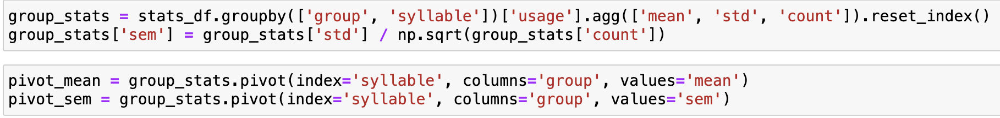 group_stats = stats_df.groupby(['group', 'syllable'])['usage'].agg(['mean', 'std', 'count']).reset_index()
group_stats['sem'] = group_stats['std'] / np.sqrt(group_stats['count'])
pivot_mean = group_stats.pivot(index='syllable', columns='group', values='mean')
pivot_sem = group_stats.pivot(index='syllable', columns='group', values='sem')